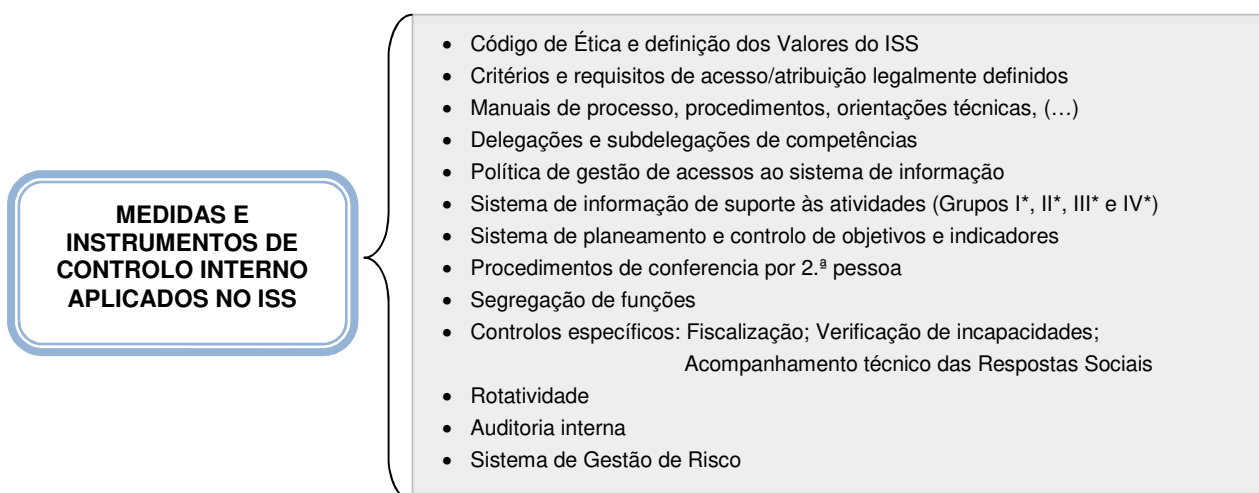 MEDIDAS E
INSTRUMENTOS DE
CONTROLO INTERNO
APLICADOS NO ISS
• Código de Ética e definição dos Valores do ISS
• Critérios e requisitos de acesso/atribuição legalmente definidos
• Manuais de processo, procedimentos, orientações técnicas, (…)
• Delegações e subdelegações de competências
• Política de gestão de acessos ao sistema de informação
• Sistema de informação de suporte às atividades (Grupos I*, II*, III* e IV*)
• Sistema de planeamento e controlo de objetivos e indicadores
• Procedimentos de conferencia por 2.ª pessoa
• Segregação de funções
• Controlos específicos: Fiscalização; Verificação de incapacidades;
Acompanhamento técnico das Respostas Sociais
• Rotatividade
• Auditoria interna
• Sistema de Gestão de Risco